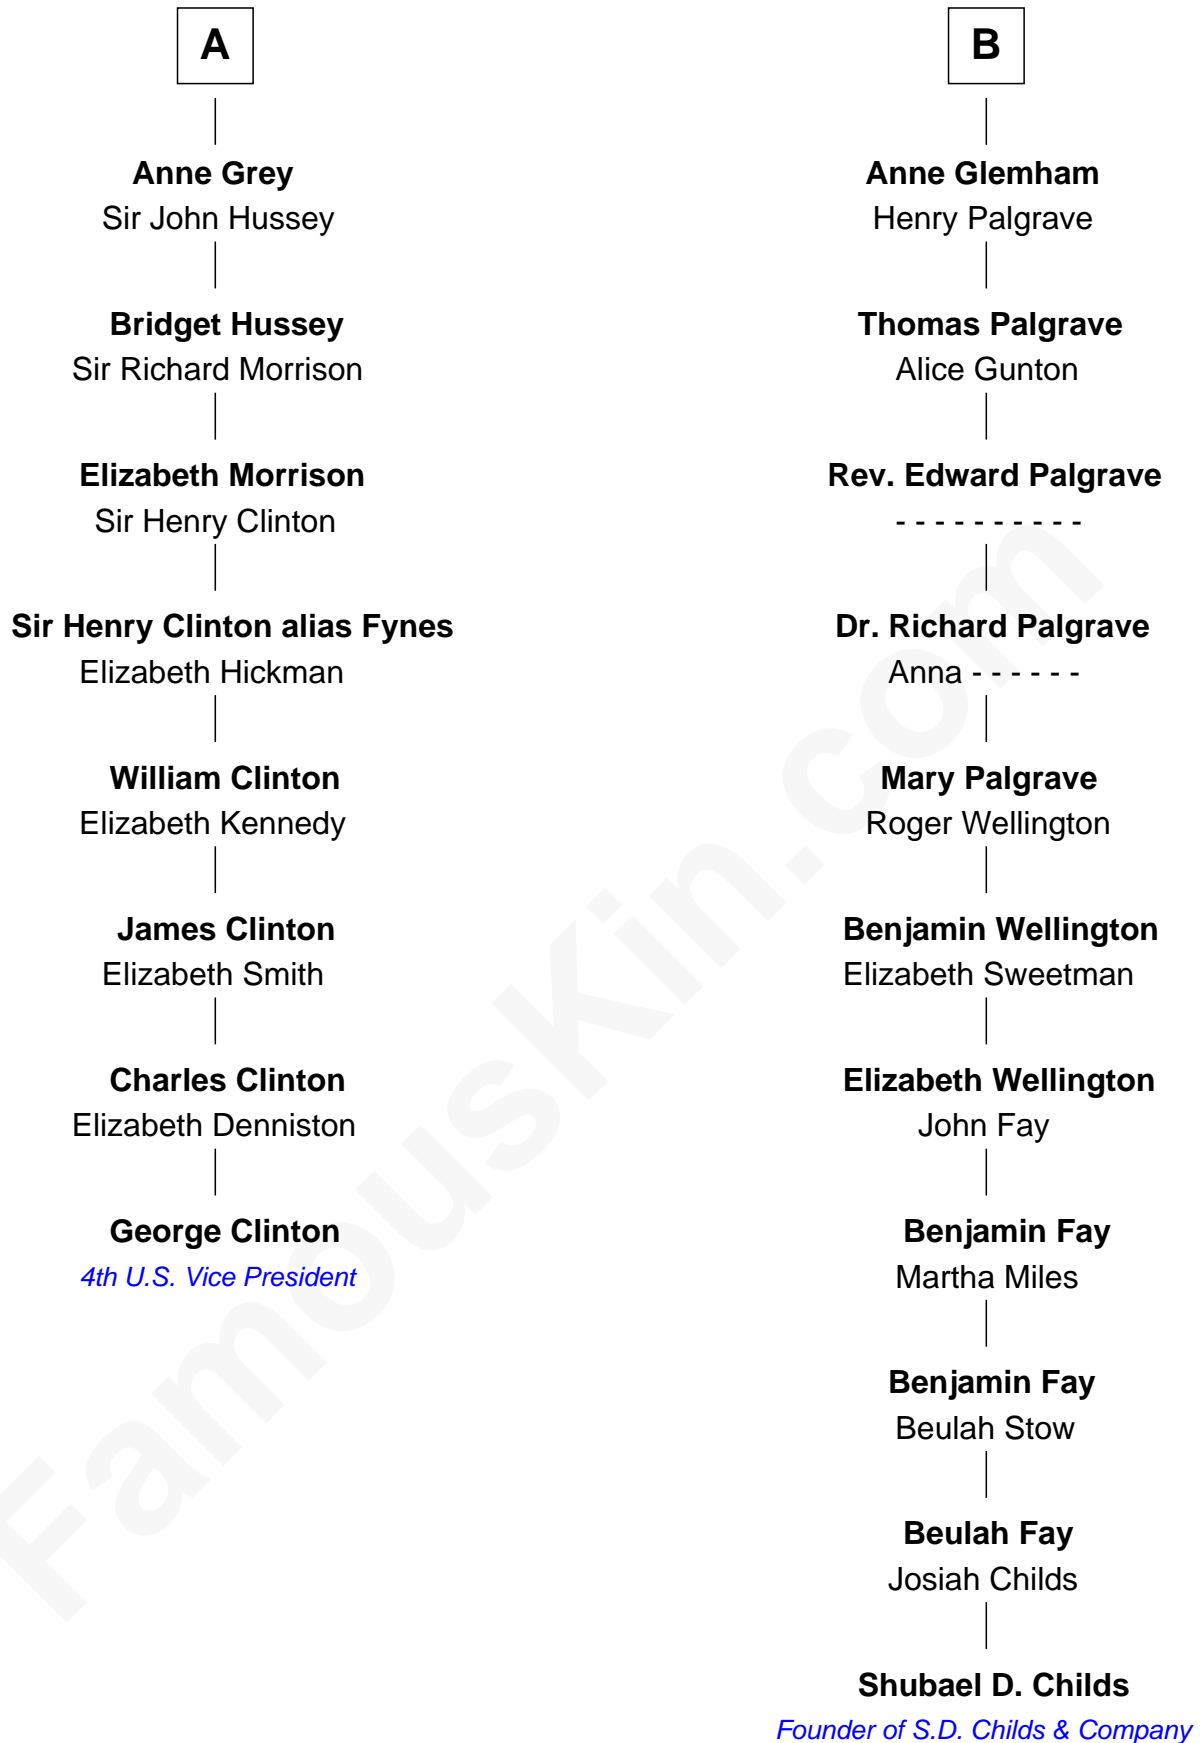 A
Anne Grey
Sir John Hussey
Bridget Hussey
Sir Richard Morrison
Elizabeth Morrison
Sir Henry Clinton
Sir Henry Clinton alias Fynes
Elizabeth Hickman
William Clinton
Elizabeth Kennedy
James Clinton
Elizabeth Smith
Charles Clinton
Elizabeth Denniston
George Clinton
4th U.S. Vice President
B
Anne Glemham
Henry Palgrave
Thomas Palgrave
Alice Gunton
Rev. Edward Palgrave
- - - - - - - - - -
Dr. Richard Palgrave
Anna - - - - - -
Mary Palgrave
Roger Wellington
Benjamin Wellington
Elizabeth Sweetman
Elizabeth Wellington
John Fay
Benjamin Fay
Martha Miles
Benjamin Fay
Beulah Stow
Beulah Fay
Josiah Childs
Shubael D. Childs
Founder of S.D. Childs & Company
FamousKin.com